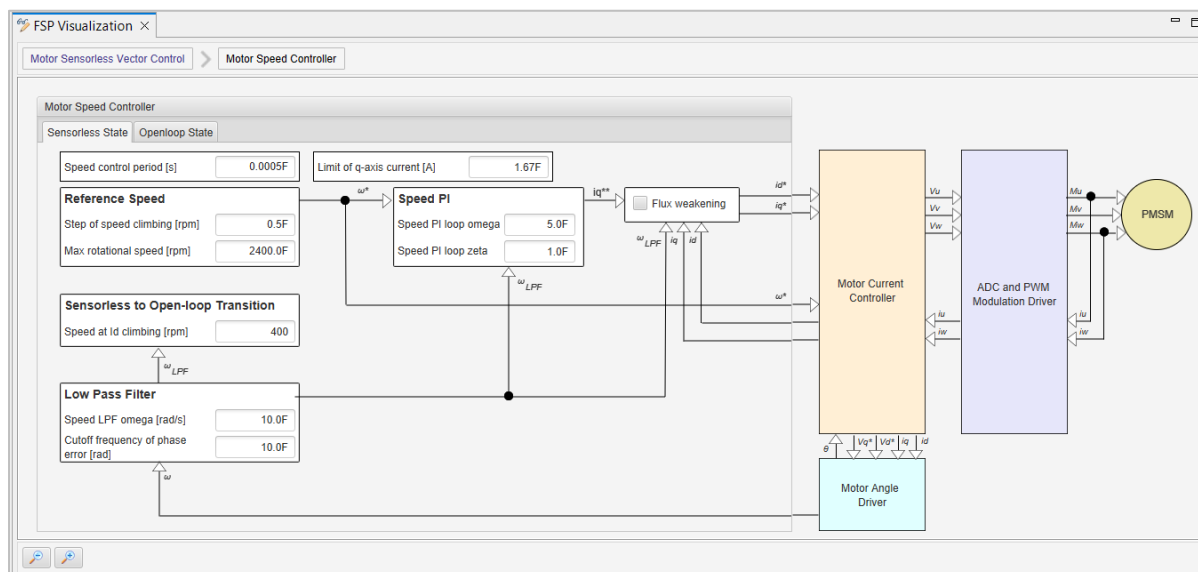 FSP Visualization
Motor Sensorless Vector Control
Motor Speed Controller
Motor Speed Controller
Sensorless State
Openloop State
Speed control period [s]
0.0005F
Limit of q-axis current [A]
1.67F
Reference Speed
Step of speed climbing [rpm]
0.5F
Max rotational speed [rpm]
2400.0F
ω*
Speed PI
Speed PI loop omega
5.0F
Speed PI loop zeta
1.0F
iq**
Flux weakening
id*
iq*
ω LPF
iq
id
ω LPF
ω*
Sensorless to Open-loop Transition
Speed at Id climbing [rpm]
400
ω LPF
Low Pass Filter
Speed LPF omega [rad/s]
10.0F
Cutoff frequency of phase
error [rad]
10.0F
ω
Motor Current
Controller
Vu
Vv
Vw
iu
iw
ADC and PWM
Modulation Driver
Mu
Mv
Mw
iu
iw
PMSM
θ
Vq*
Vd*
iq
id
Motor Angle
Driver